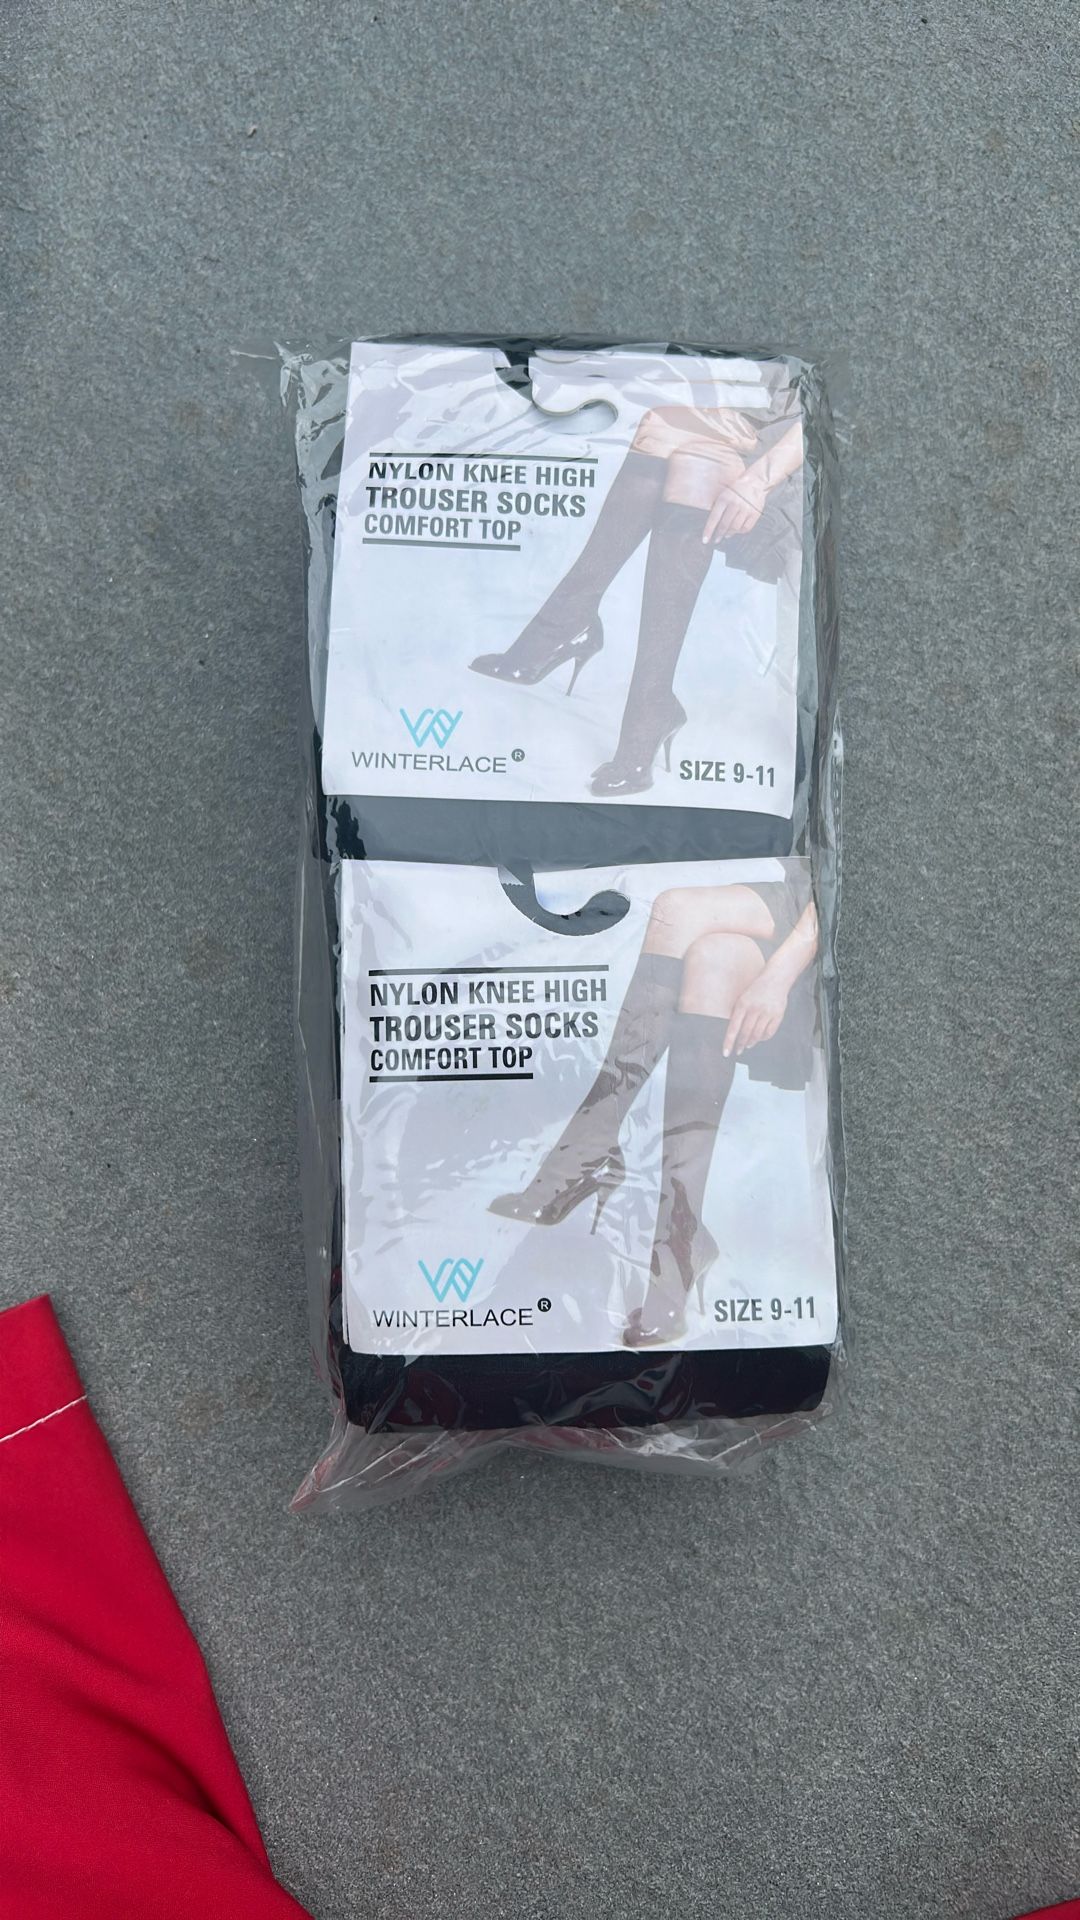 NYLON KNEE HIGH
TROUSER SOCKS
COMFORT TOP
WINTERLACE®
SIZE 9-11
NYLON KNEE HIGH
TROUSER SOCKS
COMFORT TOP
WINTERLACE®
SIZE 9-11